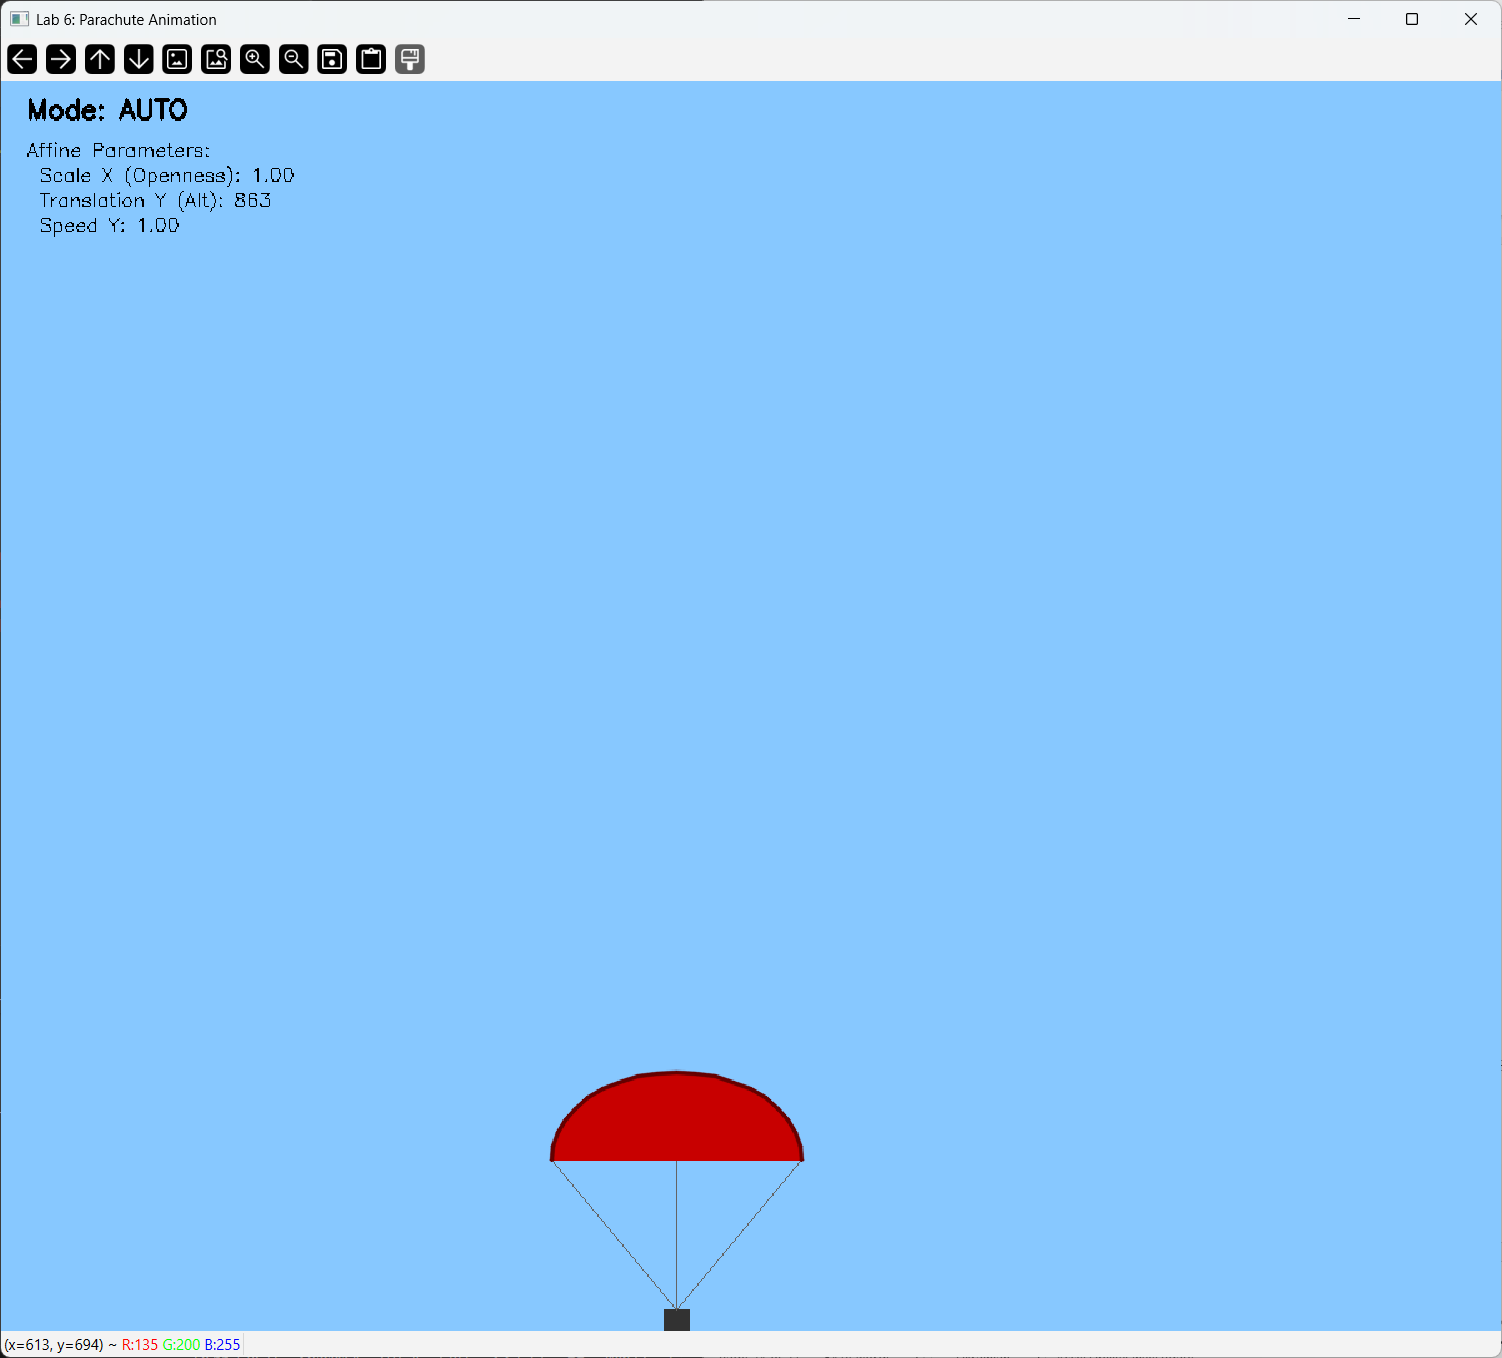 Lab 6: Parachute Animation
Mode: AUTO
Affine Parameters:
Scale X (Openness): 1.00
Translation Y (Alt): 863
Speed Y: 1.00
(x=613, y=694) ~ R:135 G:200 B:255